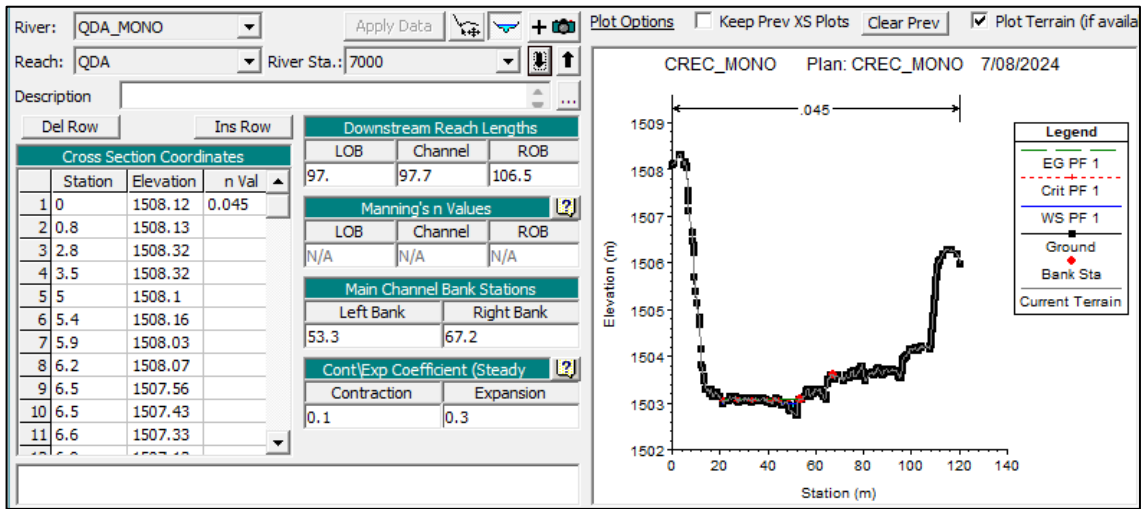 River: QDA_MONO Apply Data
Reach: QDA River Sta.: 7000
Description ...
Del Row Ins Row
Cross Section Coordinates
Station Elevation n Val
1 0 1508.12 0.045
2 0.8 1508.13
3 2.8 1508.32
4 3.5 1508.32
5 5 1508.1
6 5.4 1508.16
7 5.9 1508.03
8 6.2 1508.07
9 6.5 1507.56
10 6.5 1507.43
11 6.6 1507.33
Downstream Reach Lengths
LOB Channel ROB
97. 97.7 106.5
Manning's n Values
LOB Channel ROB
N/A N/A N/A
Main Channel Bank Stations
Left Bank Right Bank
53.3 67.2
Cont\Exp Coefficient (Steady
Contraction Expansion
0.1 0.3
Plot Options Keep Prev XS Plots Clear Prev Plot Terrain (if availa
CREC_MONO Plan: CREC_MONO 7/08/2024
.045
1509
1508
1507
1506
1505
1504
1503
1502
Elevation (m)
0 20 40 60 80 100 120 140
Station (m)
Legend
EG PF 1
Crit PF 1
WS PF 1
Ground
Bank Sta
Current Terrain